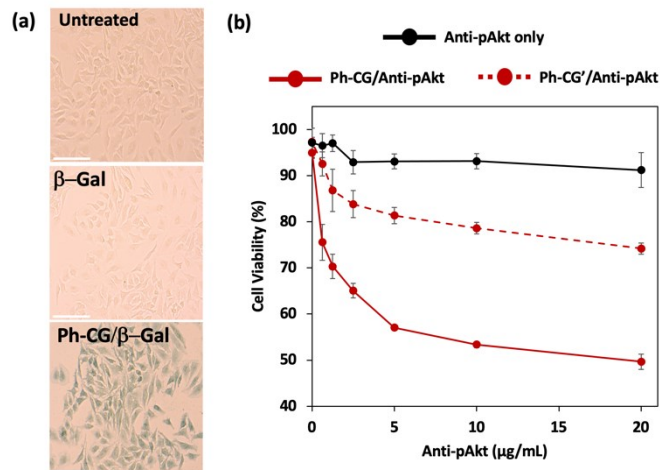 (a)
Untreated
β–Gal
Ph-CG/β–Gal
(b)
Anti-pAkt only
Ph-CG/Anti-pAkt
Ph-CG’/Anti-pAkt
100
90
80
70
60
50
40
Cell Viability (%)
0
5
10
15
20
Anti-pAkt (µg/mL)